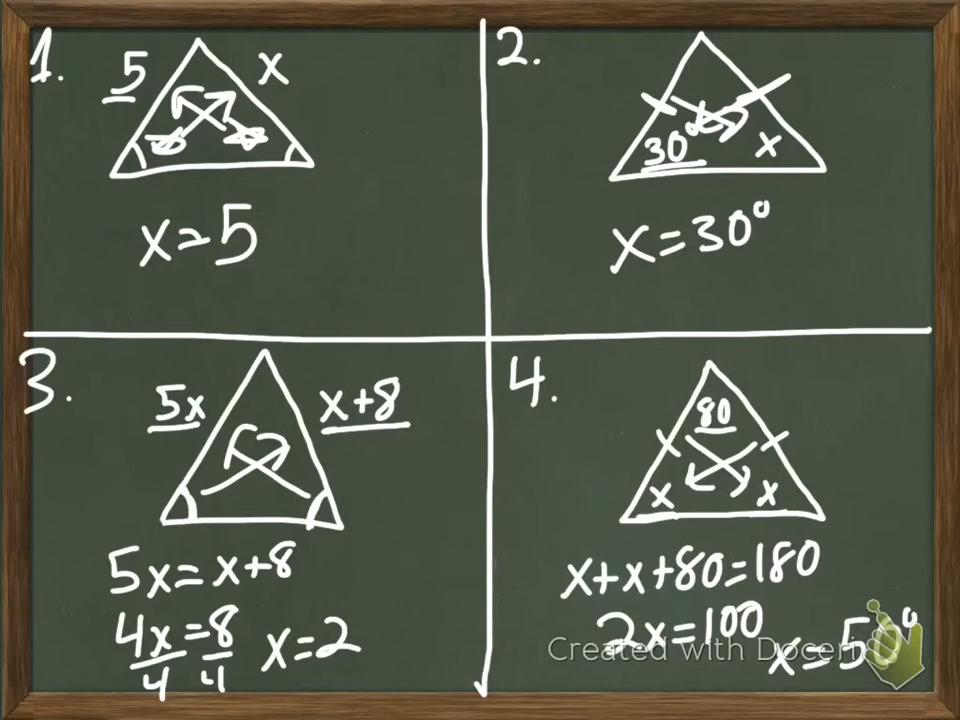 1.
5
x
x=5
2.
30°
x
x=30°
3.
5x
x+8
5x=x+8
4x=8
4 4
x=2
4.
80
x x
x+x+80=180
2x=100
Created with Doceri